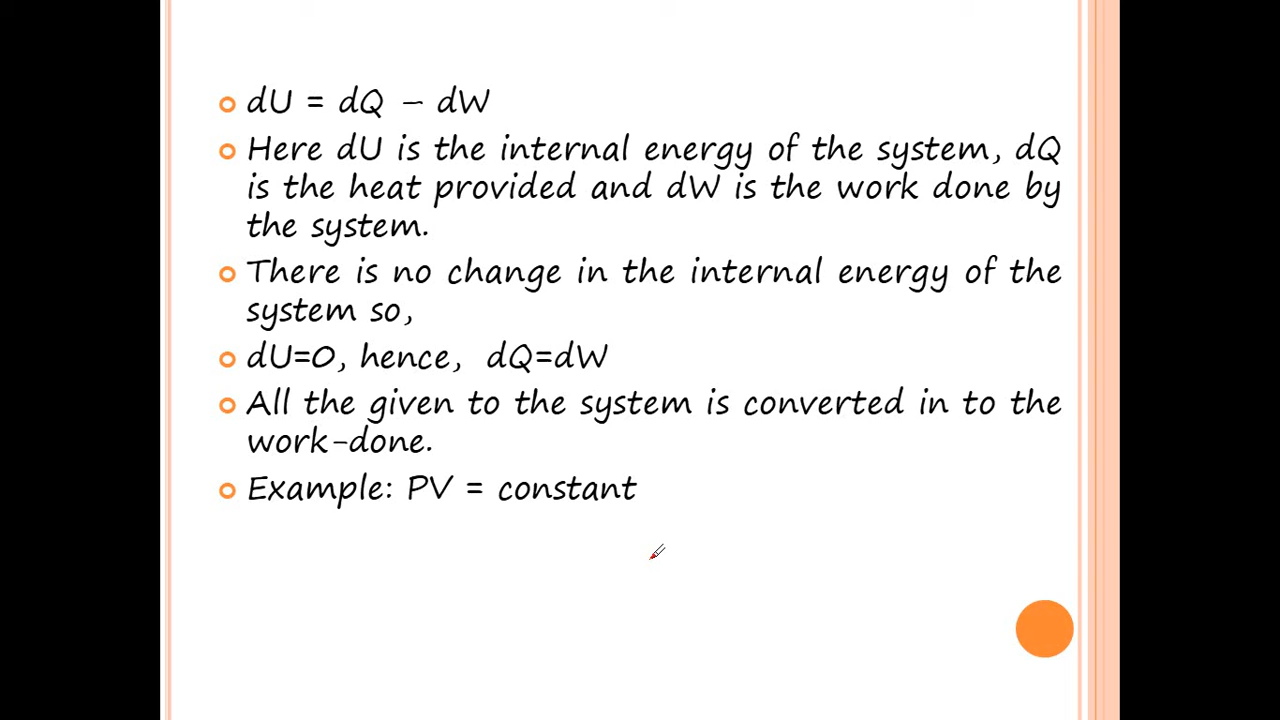 dU = dQ – dW
Here dU is the internal energy of the system, dQ
is the heat provided and dW is the work done by
the system.
There is no change in the internal energy of the
system so,
dU=0, hence, dQ=dW
All the given to the system is converted in to the
work-done.
Example: PV = constant